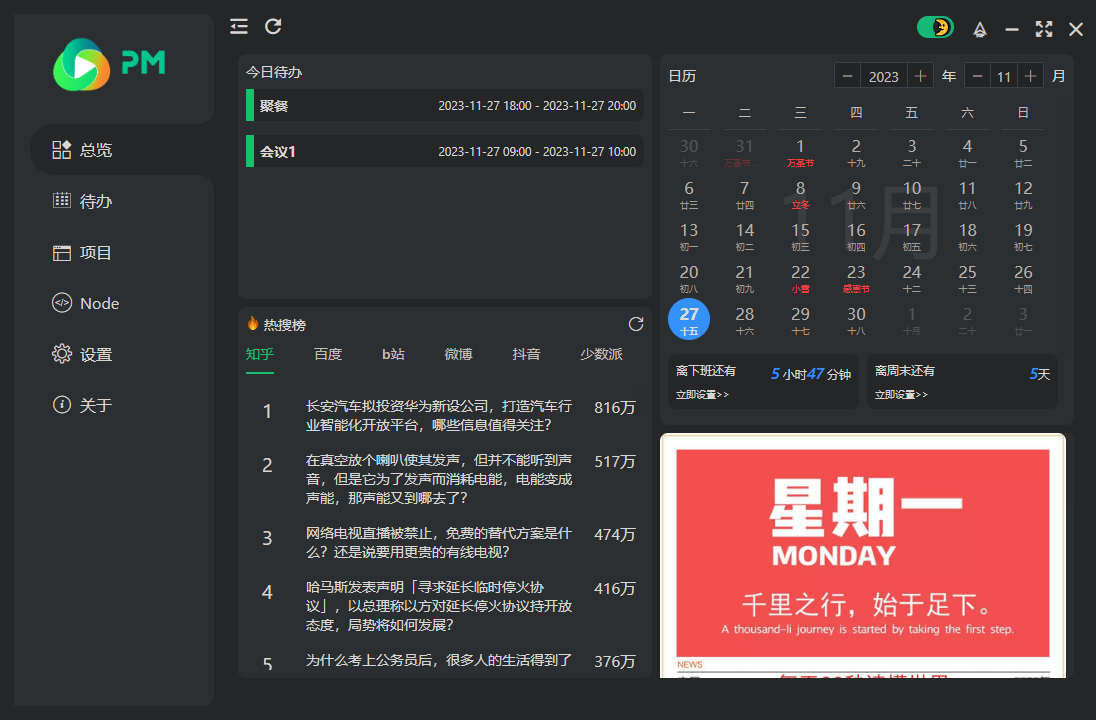 PM
总览
待办
项目
Node
设置
关于
今日待办
聚餐 2023-11-27 18:00 - 2023-11-27 20:00
会议1 2023-11-27 09:00 - 2023-11-27 10:00
热搜榜
知乎 百度 b站 微博 抖音 少数派
1 长安汽车拟投资华为新设公司，打造汽车行 816万
业智能化开放平台，哪些信息值得关注？
2 在真空放个喇叭使其发声，但并不能听到声 517万
音，但是它为了发声而消耗电能，电能变成
声能，那声能又到哪去了？
3 网络电视直播被禁止，免费的替代方案是什 474万
么？还是说要用更贵的有线电视？
4 哈马斯发表声明「寻求延长临时停火协 416万
议」，以总理称以方对延长停火协议持开放
态度，局势将如何发展？
5 为什么考上公务员后，很多人的生活得到了 376万
日历 − 2023 + 年 − 11 + 月
一 二 三 四 五 六 日
30 31 1 2 3 4 5
十六 万圣节... 万圣节 十九 二十 廿一 廿二
6 7 8 9 10 11 12
廿三 廿四 立冬 廿六 廿七 廿八 廿九
11月
13 14 15 16 17 18 19
初一 初二 初三 初四 初五 初六 初七
20 21 22 23 24 25 26
初八 初九 小雪 感恩节 十二 十三 十四
27 28 29 30 1 2 3
十五 十六 十七 十八 十月 二十 廿一
离下班还有 5 小时47 分钟
立即设置>>
离周末还有 5天
立即设置>>
星期一
MONDAY
千里之行，始于足下。
A thousand-li journey is started by taking the first step.
NEWS